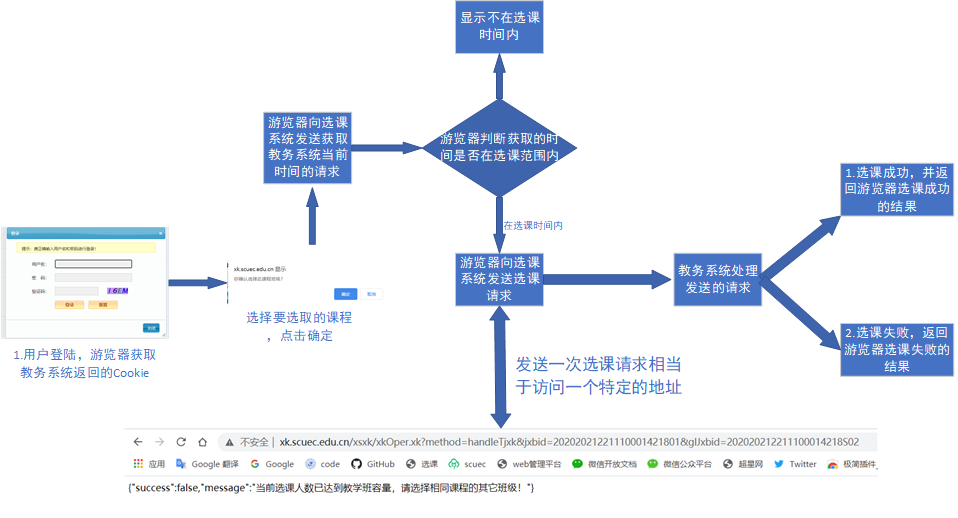 显示不在选课
时间内
游览器向选课
系统发送获取
教务系统当前
时间的请求
游览器判断获取的时
间是否在选课范围内
在选课时间内
1.选课成功，并返
回游览器选课成功
的结果
登录
提示：请正确输入用户名和密码进行登录！
用户名：
密 码：
验证码：
I6EM
登录
重置
关闭
xk.scuec.edu.cn 显示
你确认选择此课程班级？
确定
取消
选择要选取的课程
，点击确定
游览器向选课
系统发送选课
请求
教务系统处理
发送的请求
1.用户登陆，游览器获取
教务系统返回的Cookie
2.选课失败，返回
游览器选课失败的
结果
发送一次选课请求相当
于访问一个特定的地址
不安全 | xk.scuec.edu.cn/xsxk/xkOper.xk?method=handleTjxk&jxbid=20202021221110001421801&glJxbid=202020212211100014218S02
应用 Google 翻译 Google code GitHub 选课 scuec web管理平台 微信开放文档 微信公众平台 超星网 Twitter 极简插件
{"success":false,"message":"当前选课人数已达到教学班容量，请选择相同课程的其它班级！"}